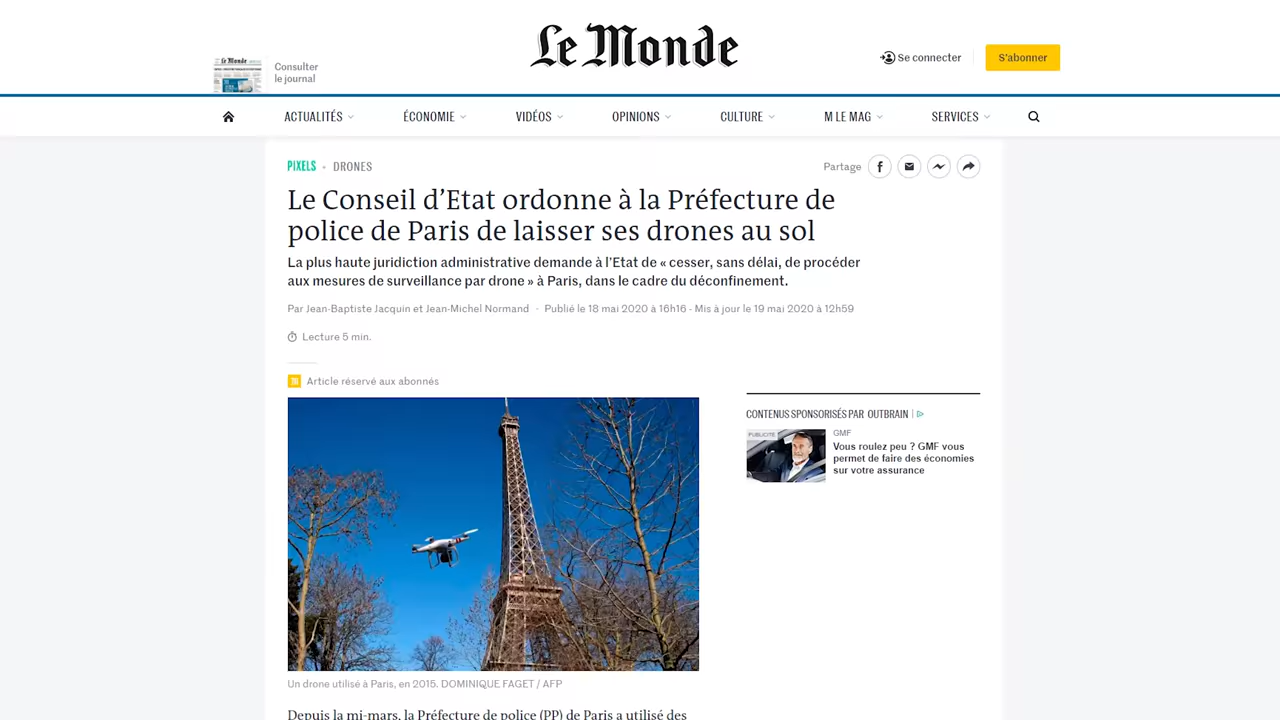 Le Monde
Consulter
le journal
Se connecter
S'abonner
ACTUALITÉS
ÉCONOMIE
VIDÉOS
OPINIONS
CULTURE
M LE MAG
SERVICES
PIXELS • DRONES
Partage
Le Conseil d’Etat ordonne à la Préfecture de
police de Paris de laisser ses drones au sol
La plus haute juridiction administrative demande à l’Etat de « cesser, sans délai, de procéder
aux mesures de surveillance par drone » à Paris, dans le cadre du déconfinement.
Par Jean-Baptiste Jacquin et Jean-Michel Normand - Publié le 18 mai 2020 à 16h16 - Mis à jour le 19 mai 2020 à 12h59
Lecture 5 min.
Article réservé aux abonnés
CONTENUS SPONSORISÉS PAR OUTBRAIN
PUBLICITÉ
GMF
Vous roulez peu ? GMF vous
permet de faire des économies
sur votre assurance
Un drone utilisé à Paris, en 2015. DOMINIQUE FAGET / AFP
Depuis la mi-mars, la Préfecture de police (PP) de Paris a utilisé des